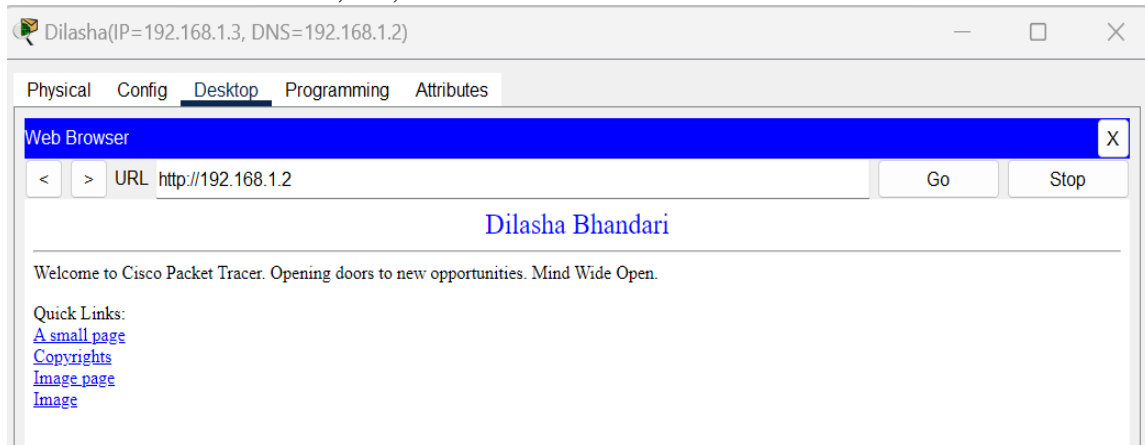 Dilasha(IP=192.168.1.3, DNS=192.168.1.2)
Physical Config Desktop Programming Attributes
Web Browser X
< > URL http://192.168.1.2 Go Stop
Dilasha Bhandari
Welcome to Cisco Packet Tracer. Opening doors to new opportunities. Mind Wide Open.
Quick Links:
A small page
Copyrights
Image page
Image